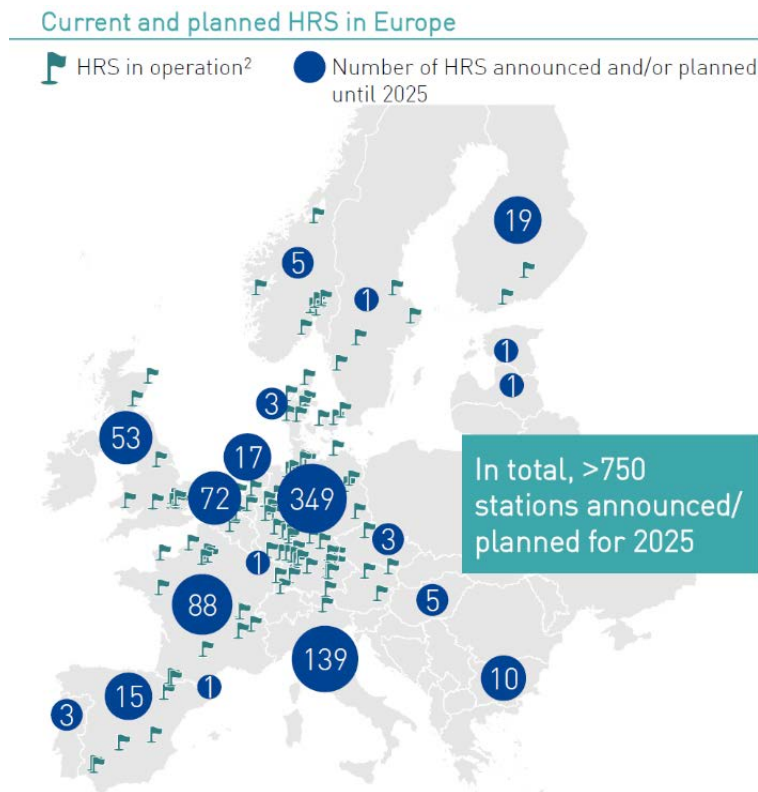 Current and planned HRS in Europe
HRS in operation²
Number of HRS announced and/or planned
until 2025
19
5
1
1
1
3
53
17
72
349
In total, >750
stations announced/
planned for 2025
3
1
5
88
139
10
1
15
3